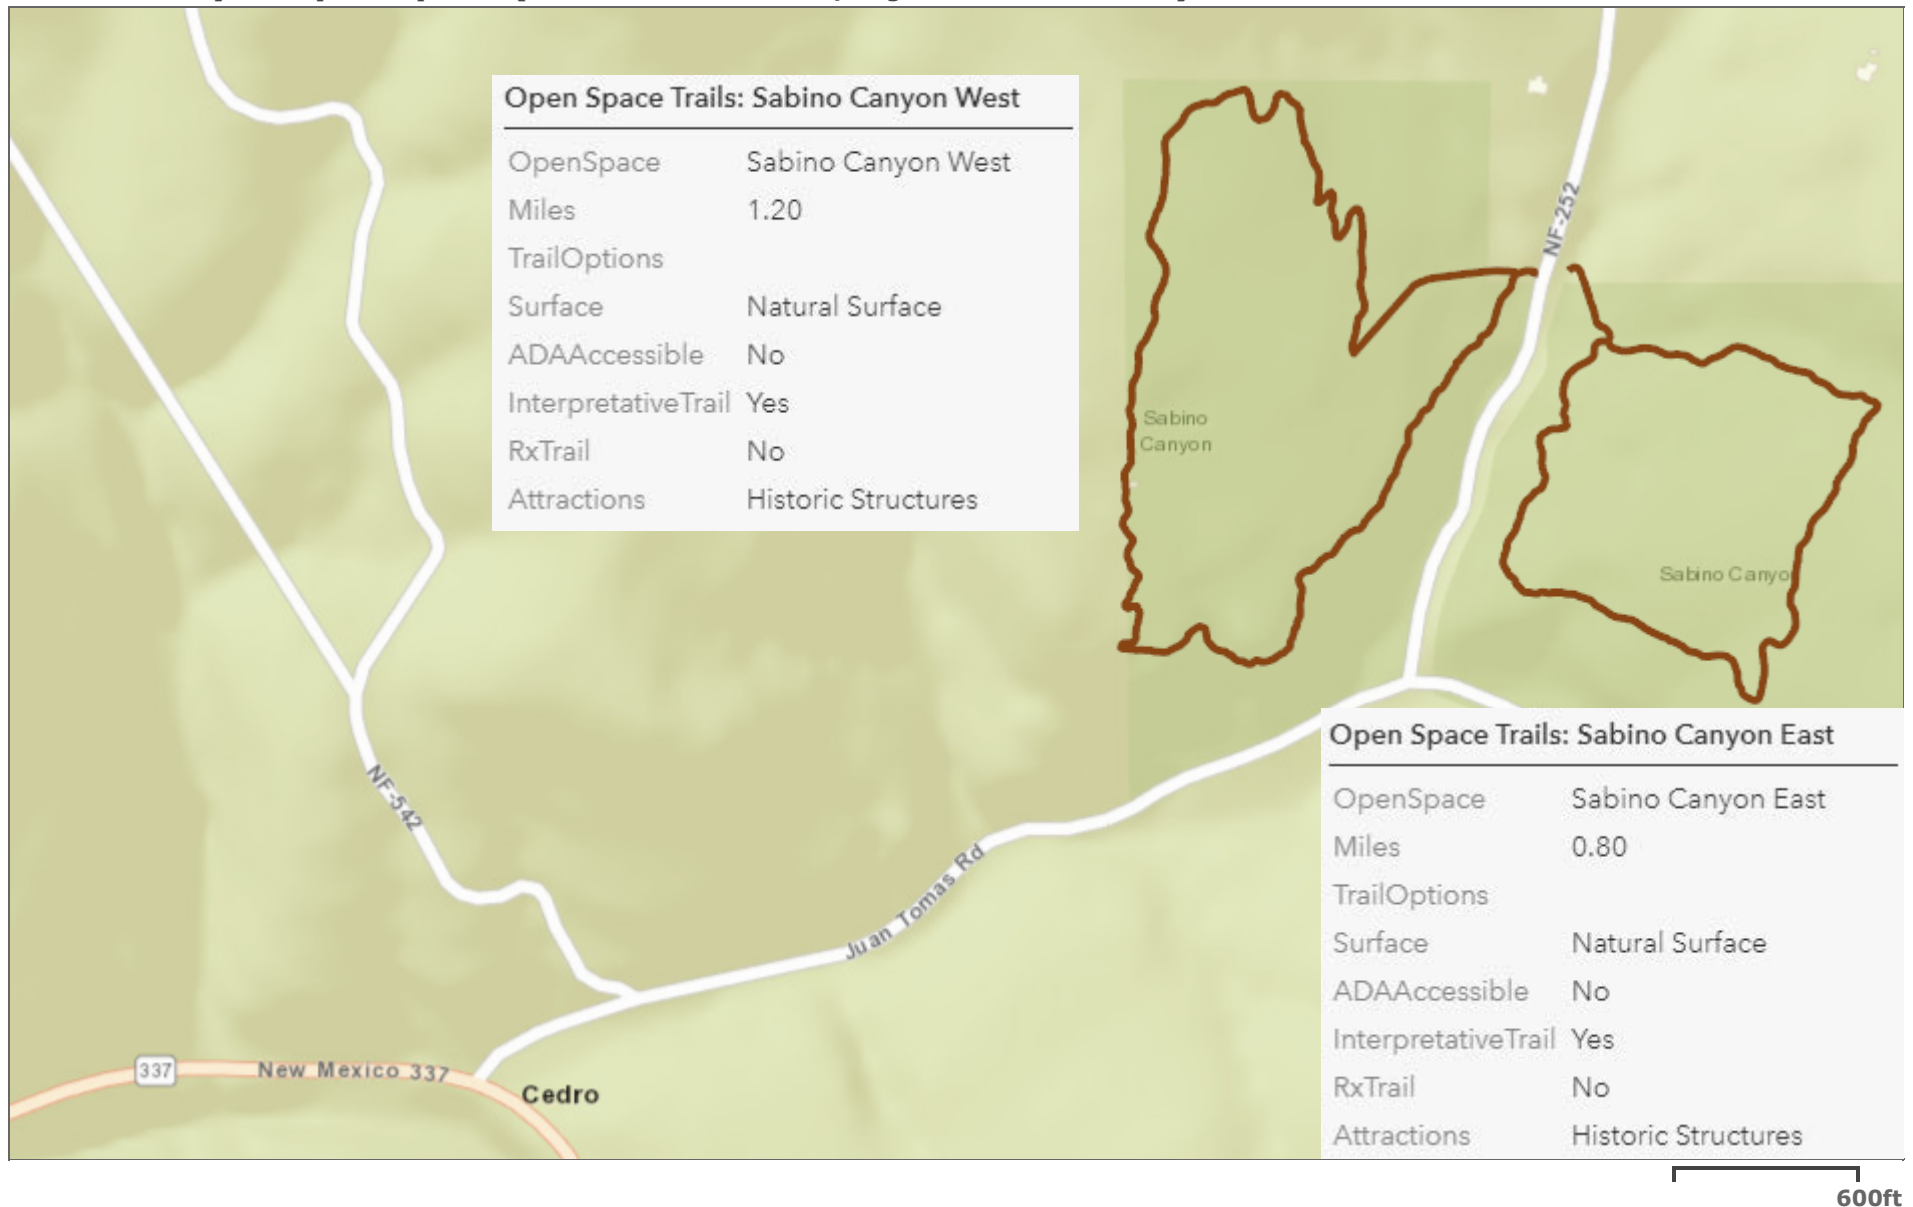 Open Space Trails: Sabino Canyon West
OpenSpace Sabino Canyon West
Miles 1.20
TrailOptions
Surface Natural Surface
ADAAccessible No
InterpretativeTrail Yes
RxTrail No
Attractions Historic Structures
NF-252
Sabino
Canyon
Sabino Canyo
Open Space Trails: Sabino Canyon East
OpenSpace Sabino Canyon East
Miles 0.80
TrailOptions
Surface Natural Surface
ADAAccessible No
InterpretativeTrail Yes
RxTrail No
Attractions Historic Structures
NF-542
Juan Tomas Rd
337
New Mexico 337
Cedro
600ft